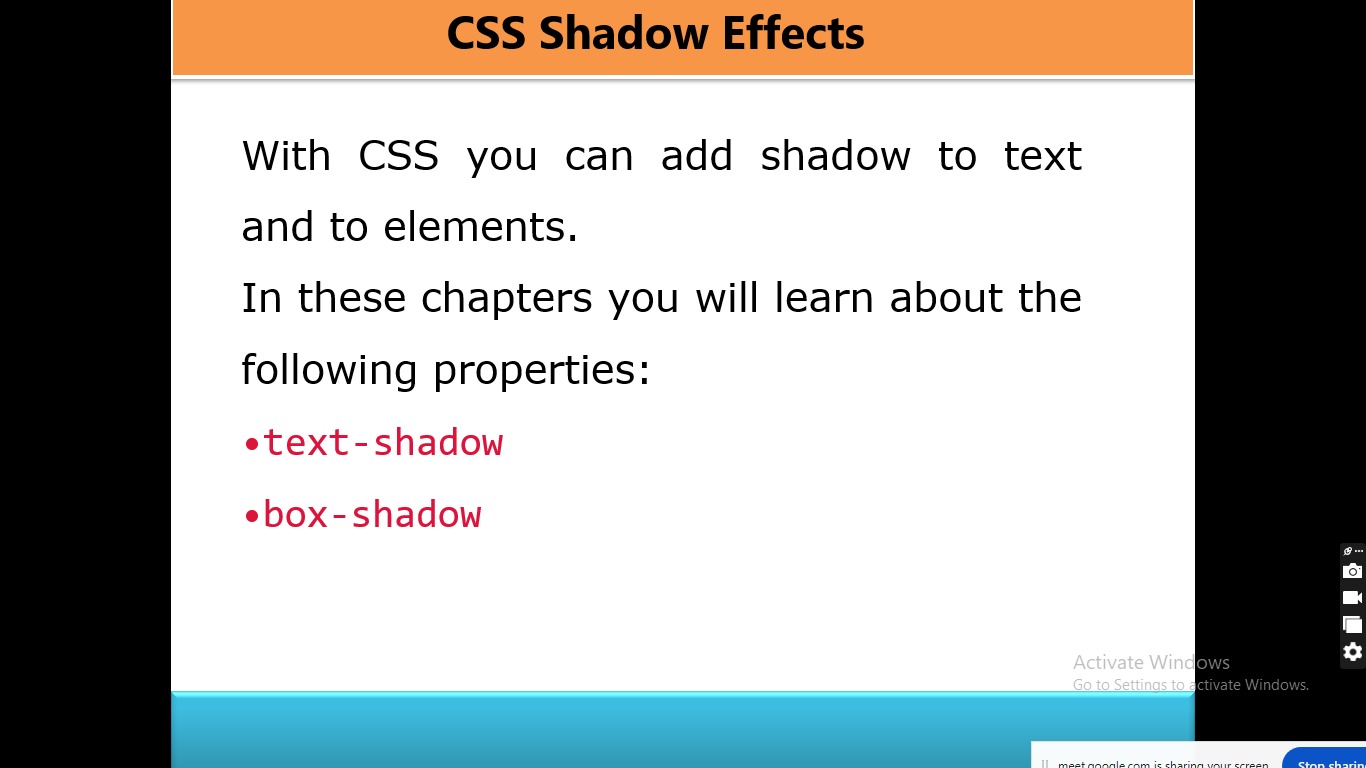 CSS Shadow Effects
With CSS you can add shadow to text
and to elements.
In these chapters you will learn about the
following properties:
•text-shadow
•box-shadow
Activate Windows
Go to Settings to activate Windows.
meet.google.com is sharing your screen.
Stop sharin